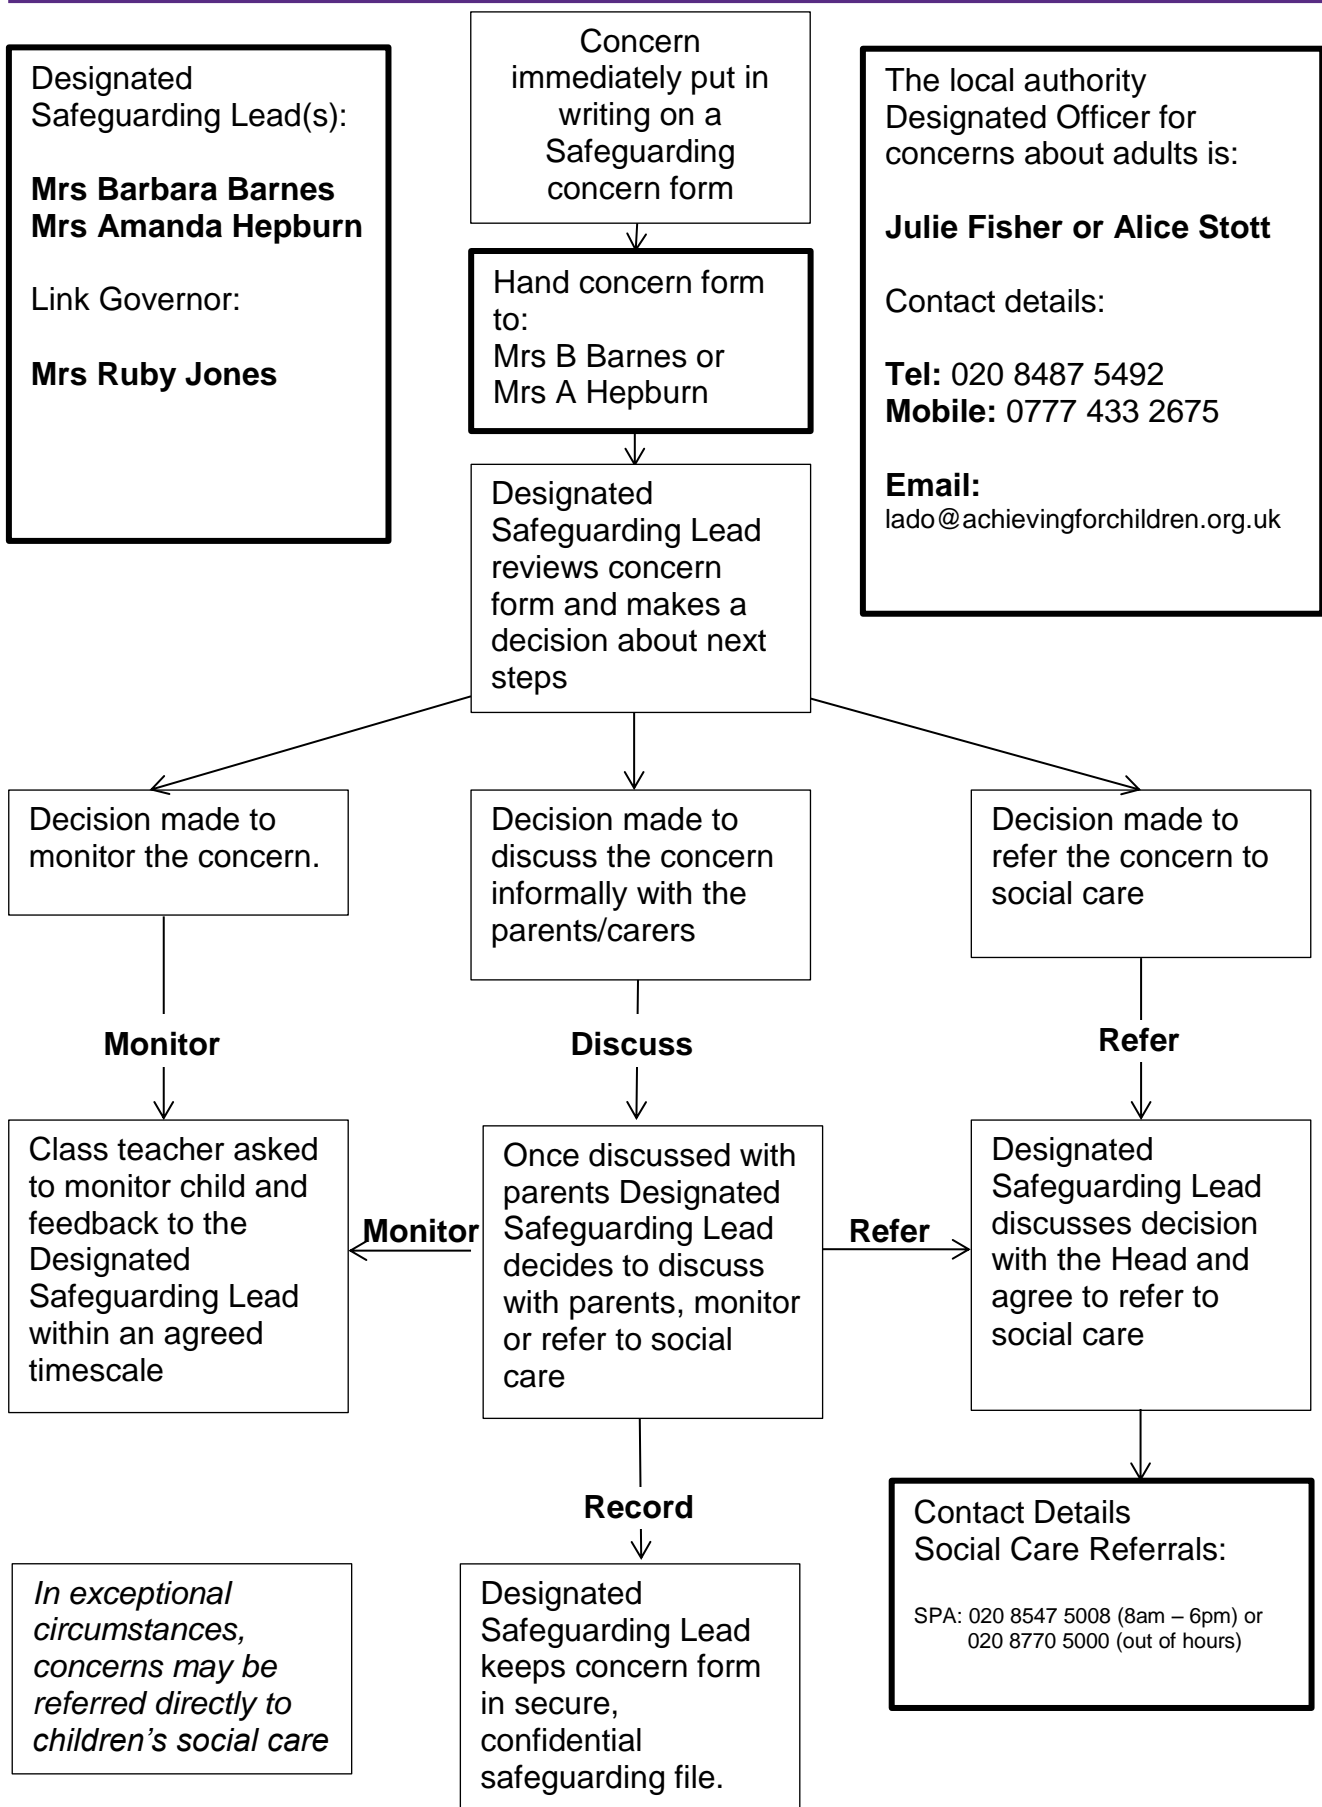 Designated
Safeguarding Lead(s):
Mrs Barbara Barnes
Mrs Amanda Hepburn
Link Governor:
Mrs Ruby Jones
Concern
immediately put in
writing on a
Safeguarding
concern form
The local authority
Designated Officer for
concerns about adults is:
Julie Fisher or Alice Stott
Contact details:
Tel: 020 8487 5492
Mobile: 0777 433 2675
Email:
lado@achievingforchildren.org.uk
Hand concern form
to:
Mrs B Barnes or
Mrs A Hepburn
Designated
Safeguarding Lead
reviews concern
form and makes a
decision about next
steps
Decision made to
monitor the concern.
Decision made to
discuss the concern
informally with the
parents/carers
Decision made to
refer the concern to
social care
Monitor
Discuss
Refer
Class teacher asked
to monitor child and
feedback to the
Designated
Safeguarding Lead
within an agreed
timescale
Monitor
Once discussed with
parents Designated
Safeguarding Lead
decides to discuss
with parents, monitor
or refer to social
care
Refer
Designated
Safeguarding Lead
discusses decision
with the Head and
agree to refer to
social care
Record
Contact Details
Social Care Referrals:
SPA: 020 8547 5008 (8am – 6pm) or
020 8770 5000 (out of hours)
In exceptional
circumstances,
concerns may be
referred directly to
children’s social care
Designated
Safeguarding Lead
keeps concern form
in secure,
confidential
safeguarding file.